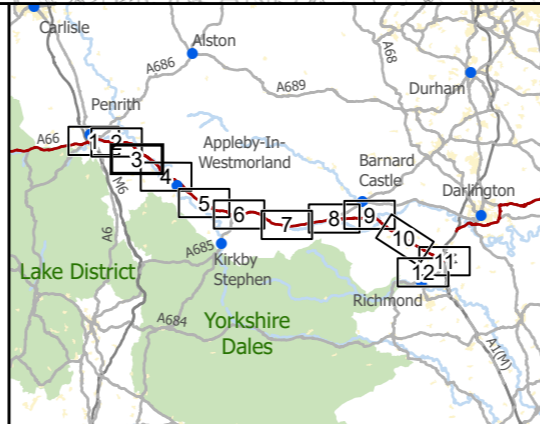 Carlisle
Alston
A68
A686
A689
Durham
Penrith
A66
1
2
3
M6
Appleby-In-
Westmorland
Barnard
Castle
Darlington
4
5
6
7
8
9
10
11
12
A6
A685
Kirkby
Stephen
Lake District
Richmond
A684
Yorkshire
Dales
A1(M)